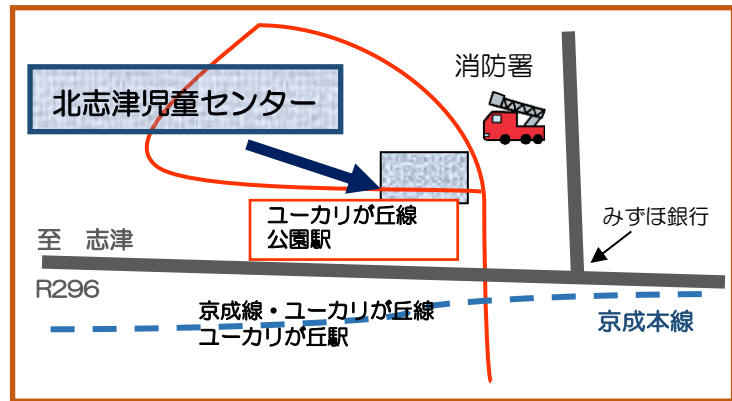 消防署
北志津児童センター
ユーカリが丘線
公園駅
みずほ銀行
至　志津
R296
京成線・ユーカリが丘線
ユーカリが丘駅
京成本線